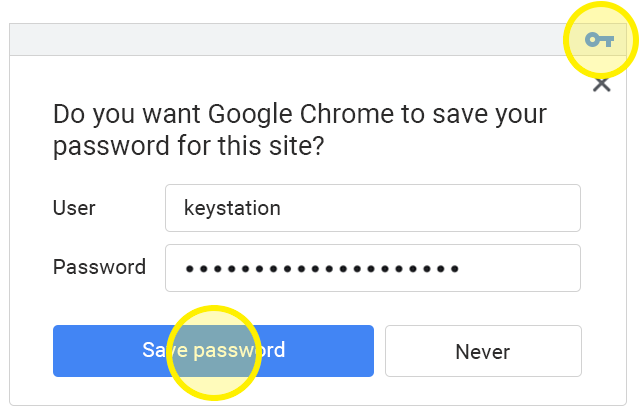 Do you want Google Chrome to save your
password for this site?
User
keystation
Password
••••••••••••••••••••
Save password
Never